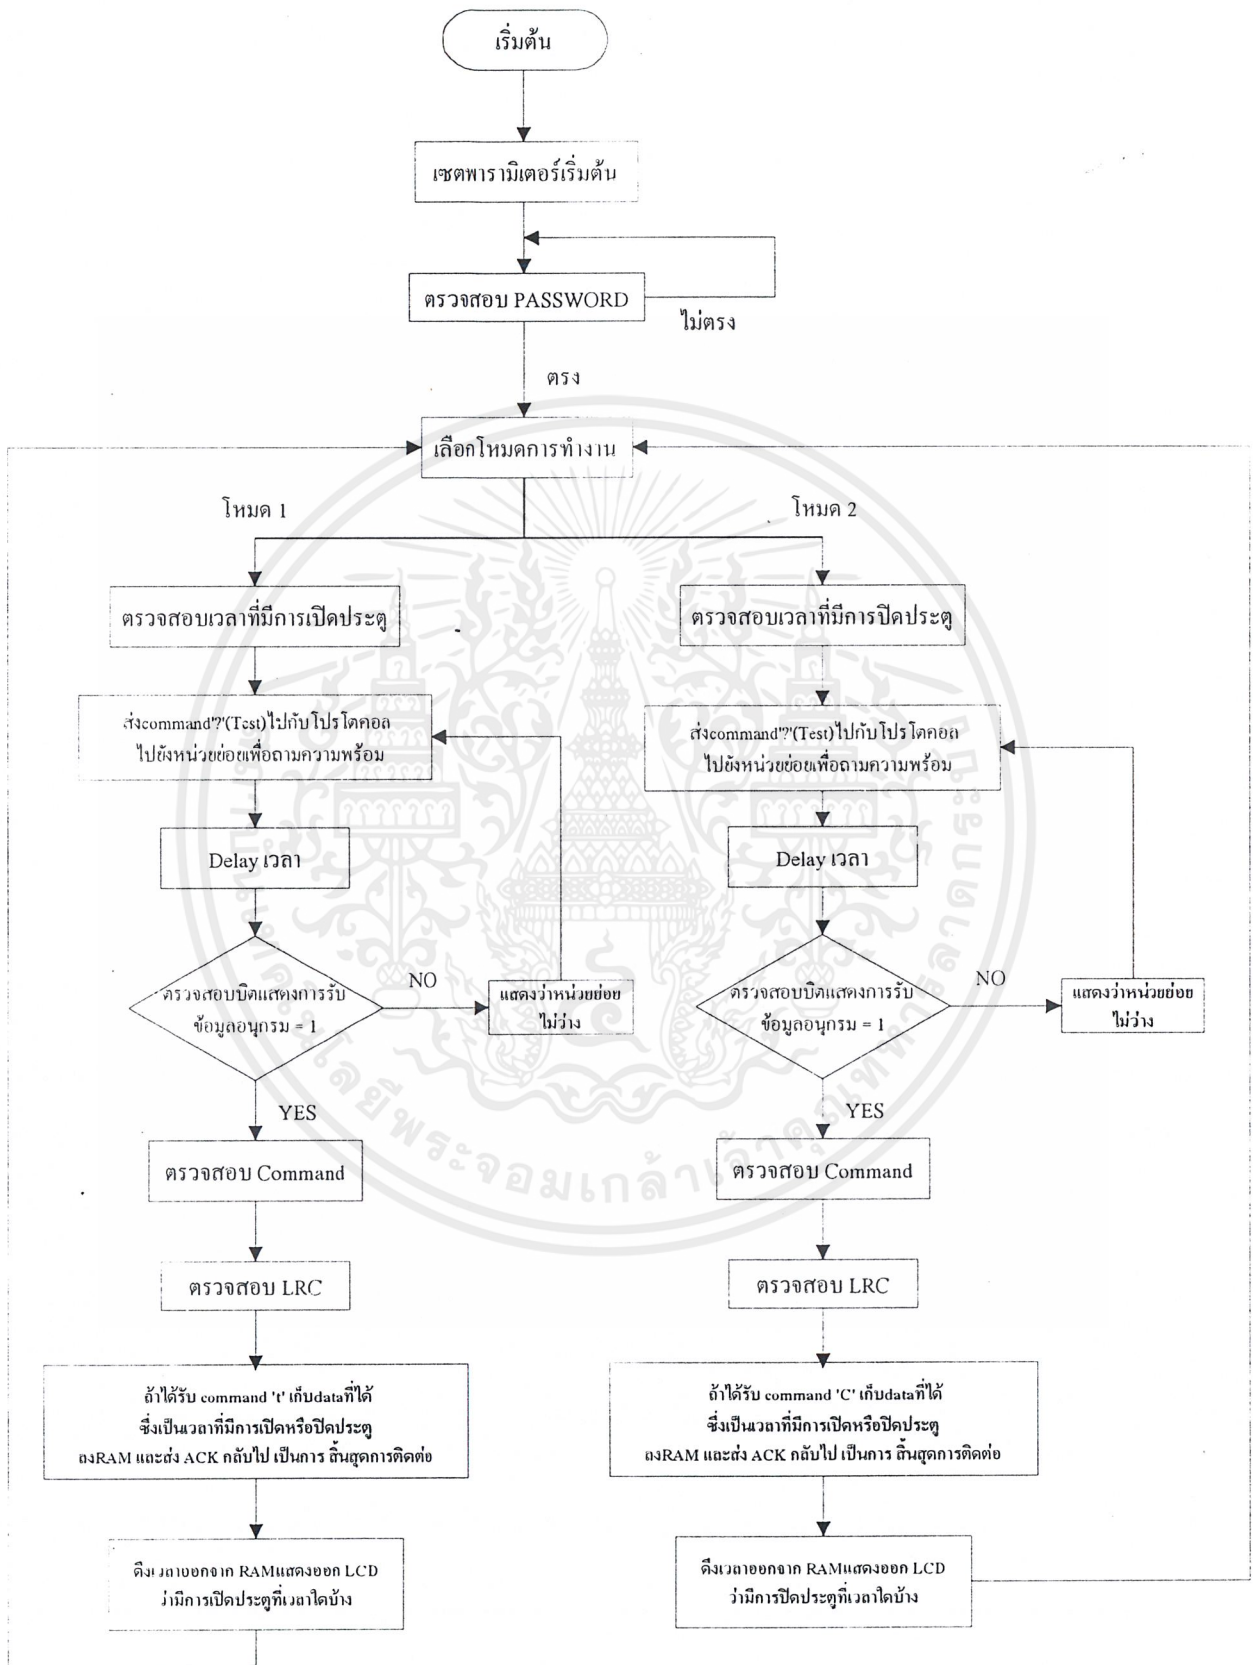 เริ่มต้น
เซตพารามิเตอร์เริ่มต้น
ตรวจสอบ PASSWORD
ไม่ตรง
ตรง
เลือกโหมดการทำงาน
โหมด 1
โหมด 2
ตรวจสอบเวลาที่มีการเปิดประตู
ตรวจสอบเวลาที่มีการปิดประตู
ส่งcommand'?'(Test)ไปกับโปรโตคอล
ไปยังหน่วยย่อยเพื่อถามความพร้อม
ส่งcommand'?'(Test)ไปกับโปรโตคอล
ไปยังหน่วยย่อยเพื่อถามความพร้อม
Delay เวลา
Delay เวลา
ตรวจสอบบิตแสดงการรับ
ข้อมูลอนุกรม = 1
NO
แสดงว่าหน่วยย่อย
ไม่ว่าง
ตรวจสอบบิตแสดงการรับ
ข้อมูลอนุกรม = 1
NO
แสดงว่าหน่วยย่อย
ไม่ว่าง
YES
YES
ตรวจสอบ Command
ตรวจสอบ Command
ตรวจสอบ LRC
ตรวจสอบ LRC
ถ้าได้รับ command 't' เก็บdataที่ได้
ซึ่งเป็นเวลาที่มีการเปิดหรือปิดประตู
ลงRAM และส่ง ACK กลับไป เป็นการ สิ้นสุดการติดต่อ
ถ้าได้รับ command 'C' เก็บdataที่ได้
ซึ่งเป็นเวลาที่มีการเปิดหรือปิดประตู
ลงRAM และส่ง ACK กลับไป เป็นการ สิ้นสุดการติดต่อ
ดึงเวลาออกจาก RAMแสดงออก LCD
ว่ามีการเปิดประตูที่เวลาใดบ้าง
ดึงเวลาออกจาก RAMแสดงออก LCD
ว่ามีการปิดประตูที่เวลาใดบ้าง